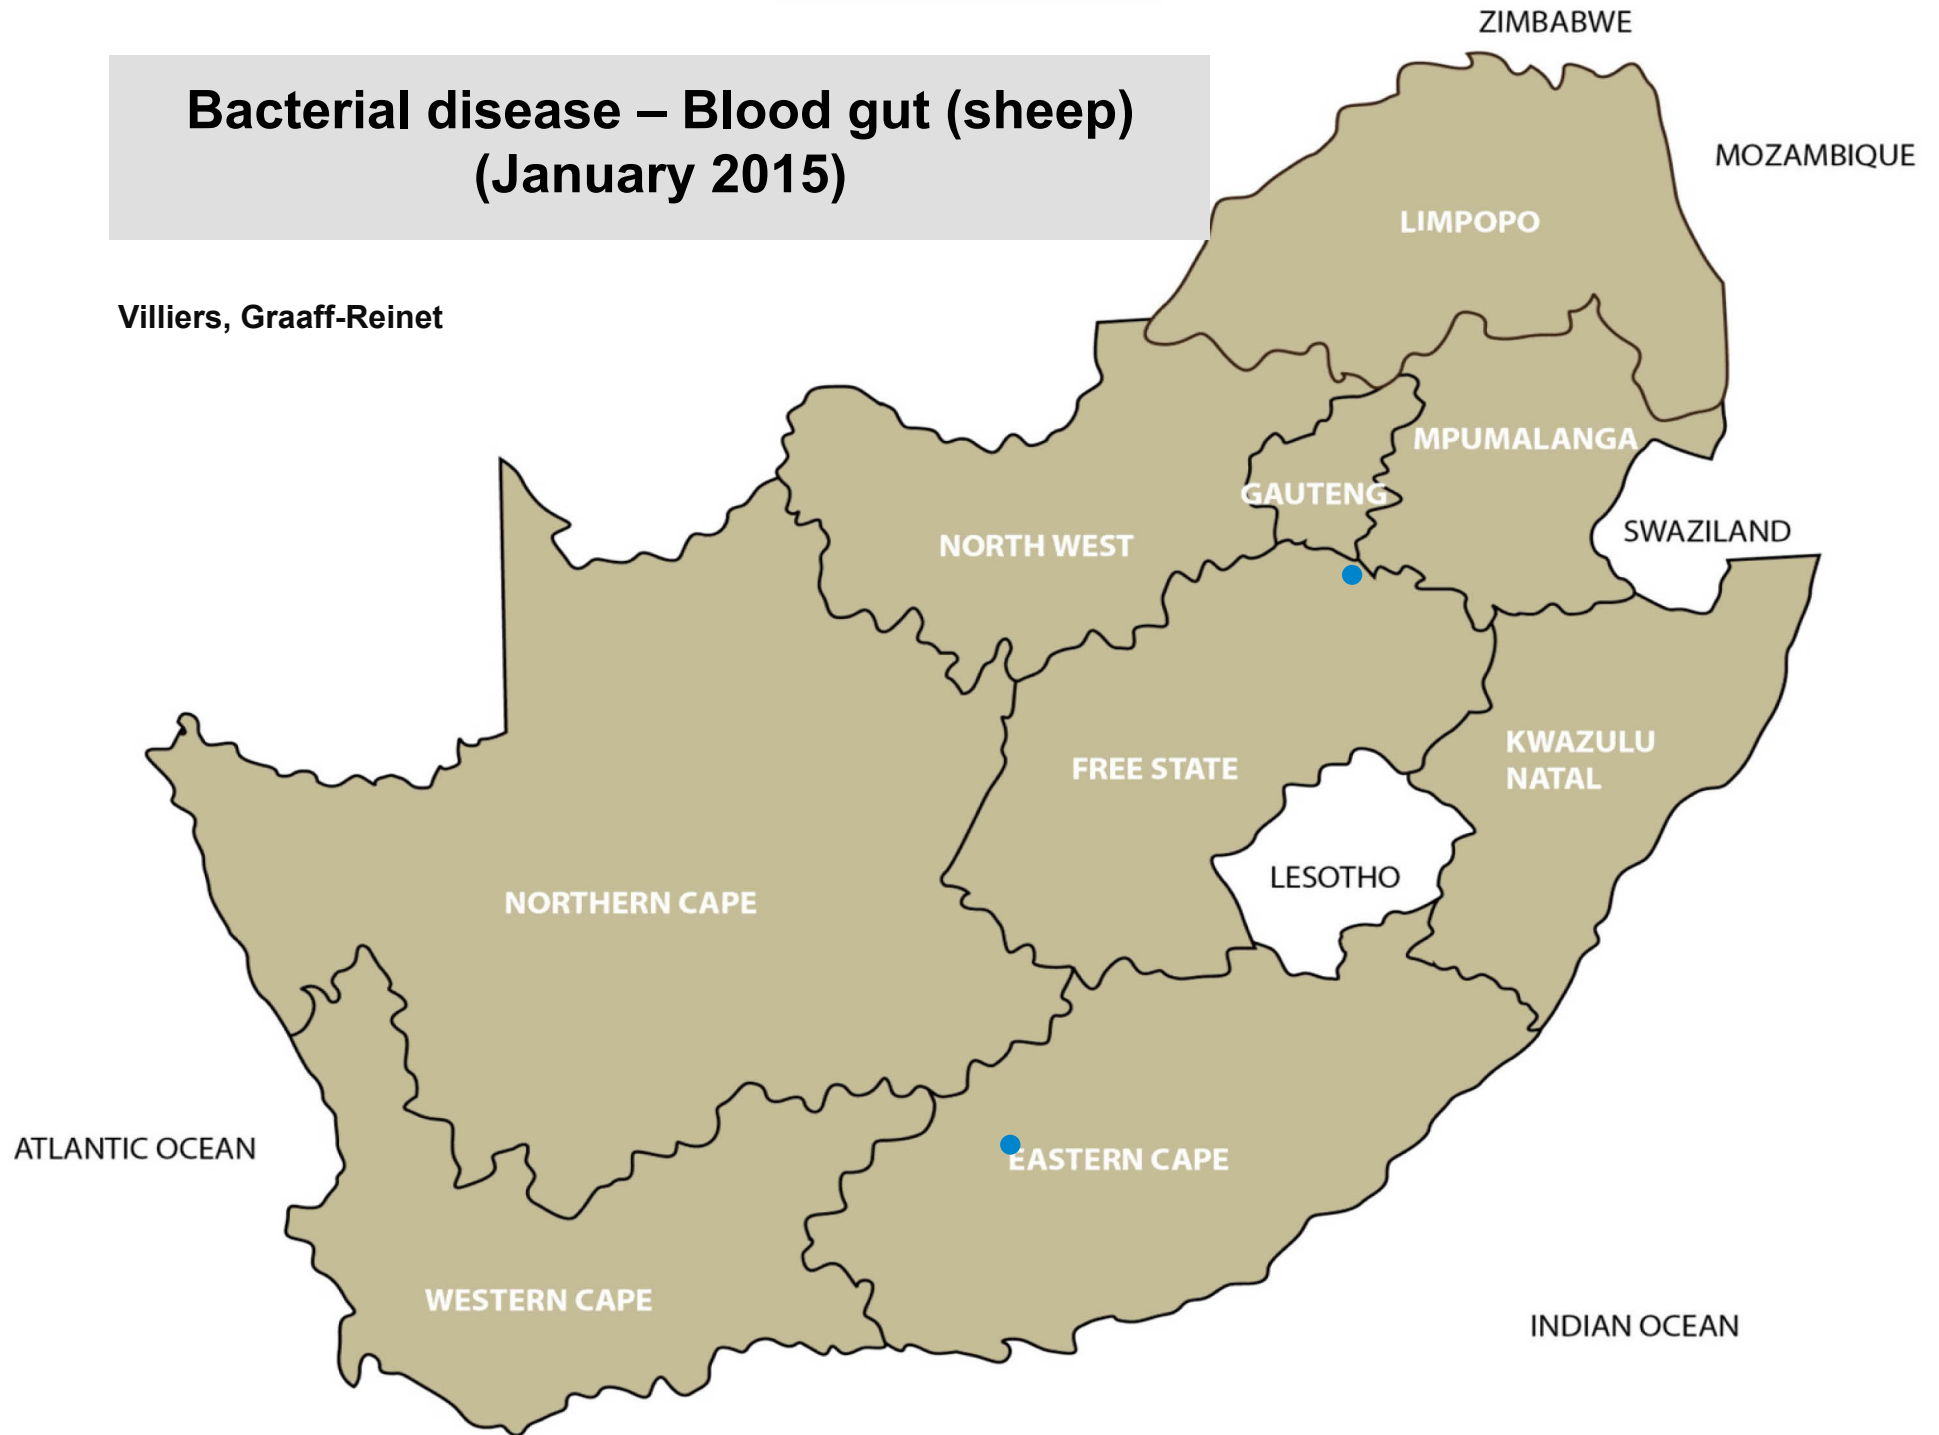 ZIMBABWE
Bacterial disease – Blood gut (sheep)
(January 2015)
MOZAMBIQUE
LIMPOPO
Villiers, Graaff-Reinet
MPUMALANGA
GAUTENG
SWAZILAND
NORTH WEST
KWAZULU
NATAL
FREE STATE
LESOTHO
NORTHERN CAPE
ATLANTIC OCEAN
EASTERN CAPE
WESTERN CAPE
INDIAN OCEAN